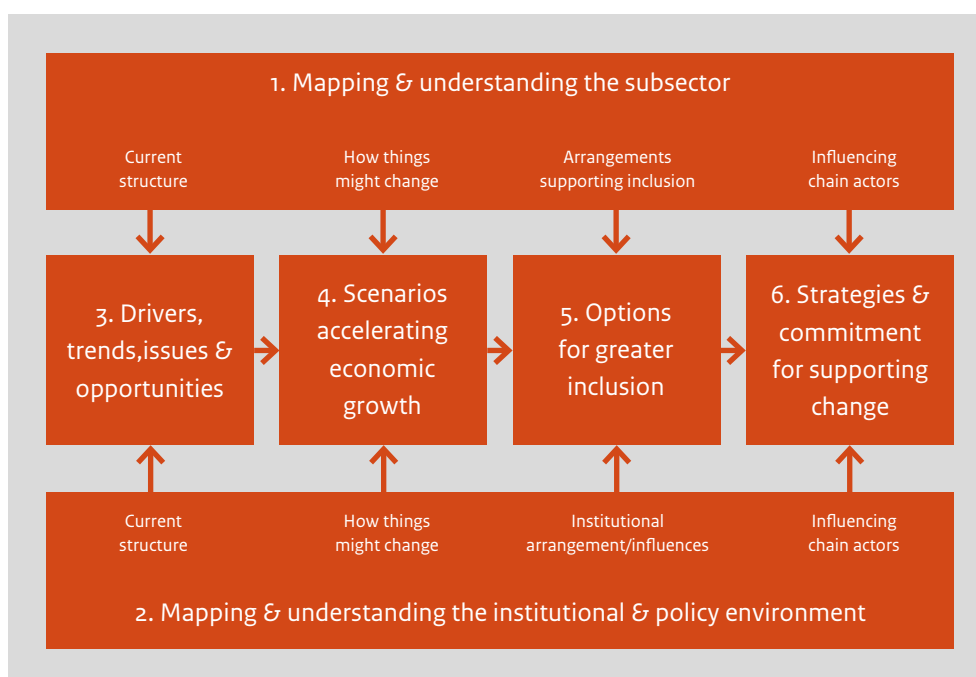 1. Mapping & understanding the subsector
Current
structure
How things
might change
Arrangements
supporting inclusion
Influencing
chain actors
3. Drivers,
trends,issues &
opportunities
4. Scenarios
accelerating
economic
growth
5. Options
for greater
inclusion
6. Strategies &
commitment
for supporting
change
Current
structure
How things
might change
Institutional
arrangement/influences
Influencing
chain actors
2. Mapping & understanding the institutional & policy environment